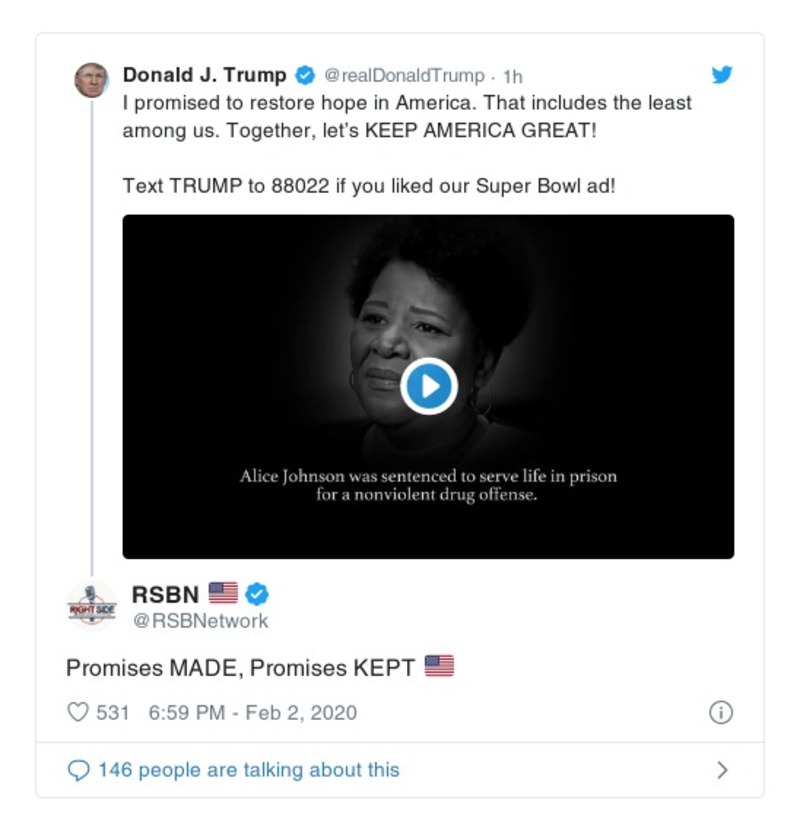 Donald J. Trump @realDonaldTrump · 1h
I promised to restore hope in America. That includes the least
among us. Together, let's KEEP AMERICA GREAT!
Text TRUMP to 88022 if you liked our Super Bowl ad!
Alice Johnson was sentenced to serve life in prison
for a nonviolent drug offense.
RIGHT SIDE
RSBN 🇺🇸
@RSBNetwork
Promises MADE, Promises KEPT 🇺🇸
531 6:59 PM - Feb 2, 2020
146 people are talking about this